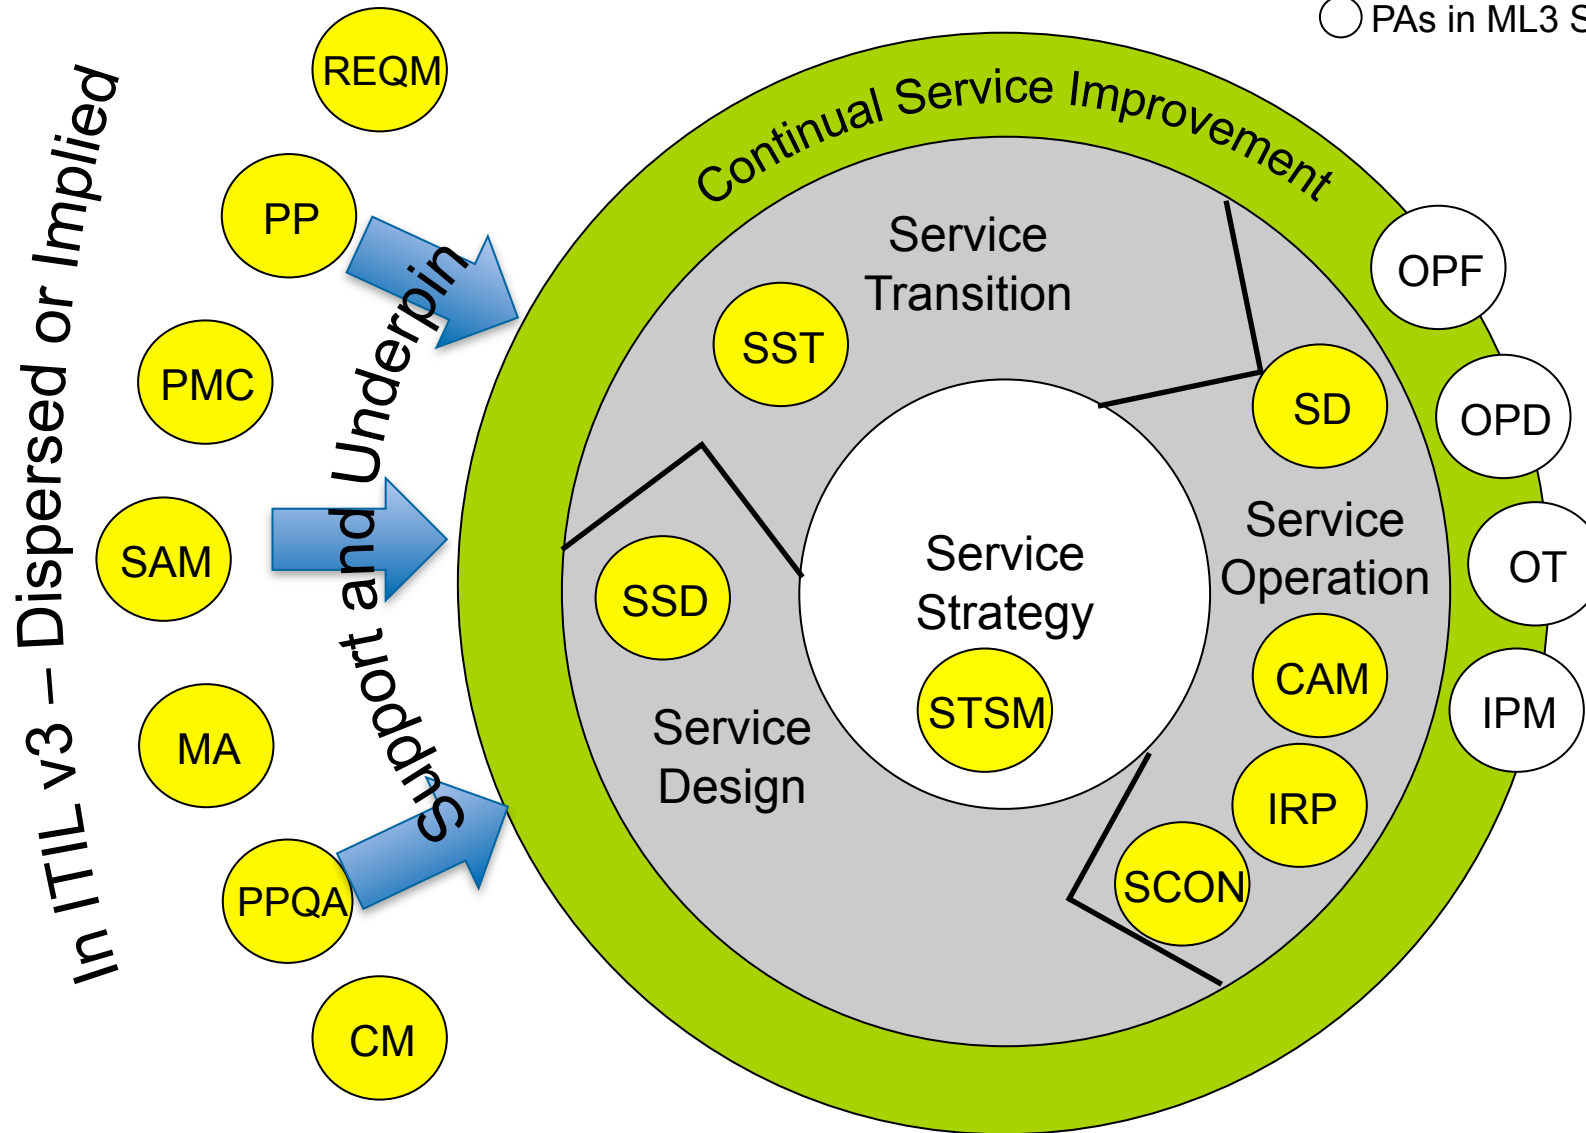 PAs in ML3 S
In ITIL v3 – Dispersed or Implied
REQM
PP
PMC
SAM
MA
PPQA
CM
Support and Underpin
Continual Service Improvement
Service
Transition
SST
SSD
Service
Design
Service
Strategy
STSM
SD
Service
Operation
CAM
IRP
SCON
OPF
OPD
OT
IPM